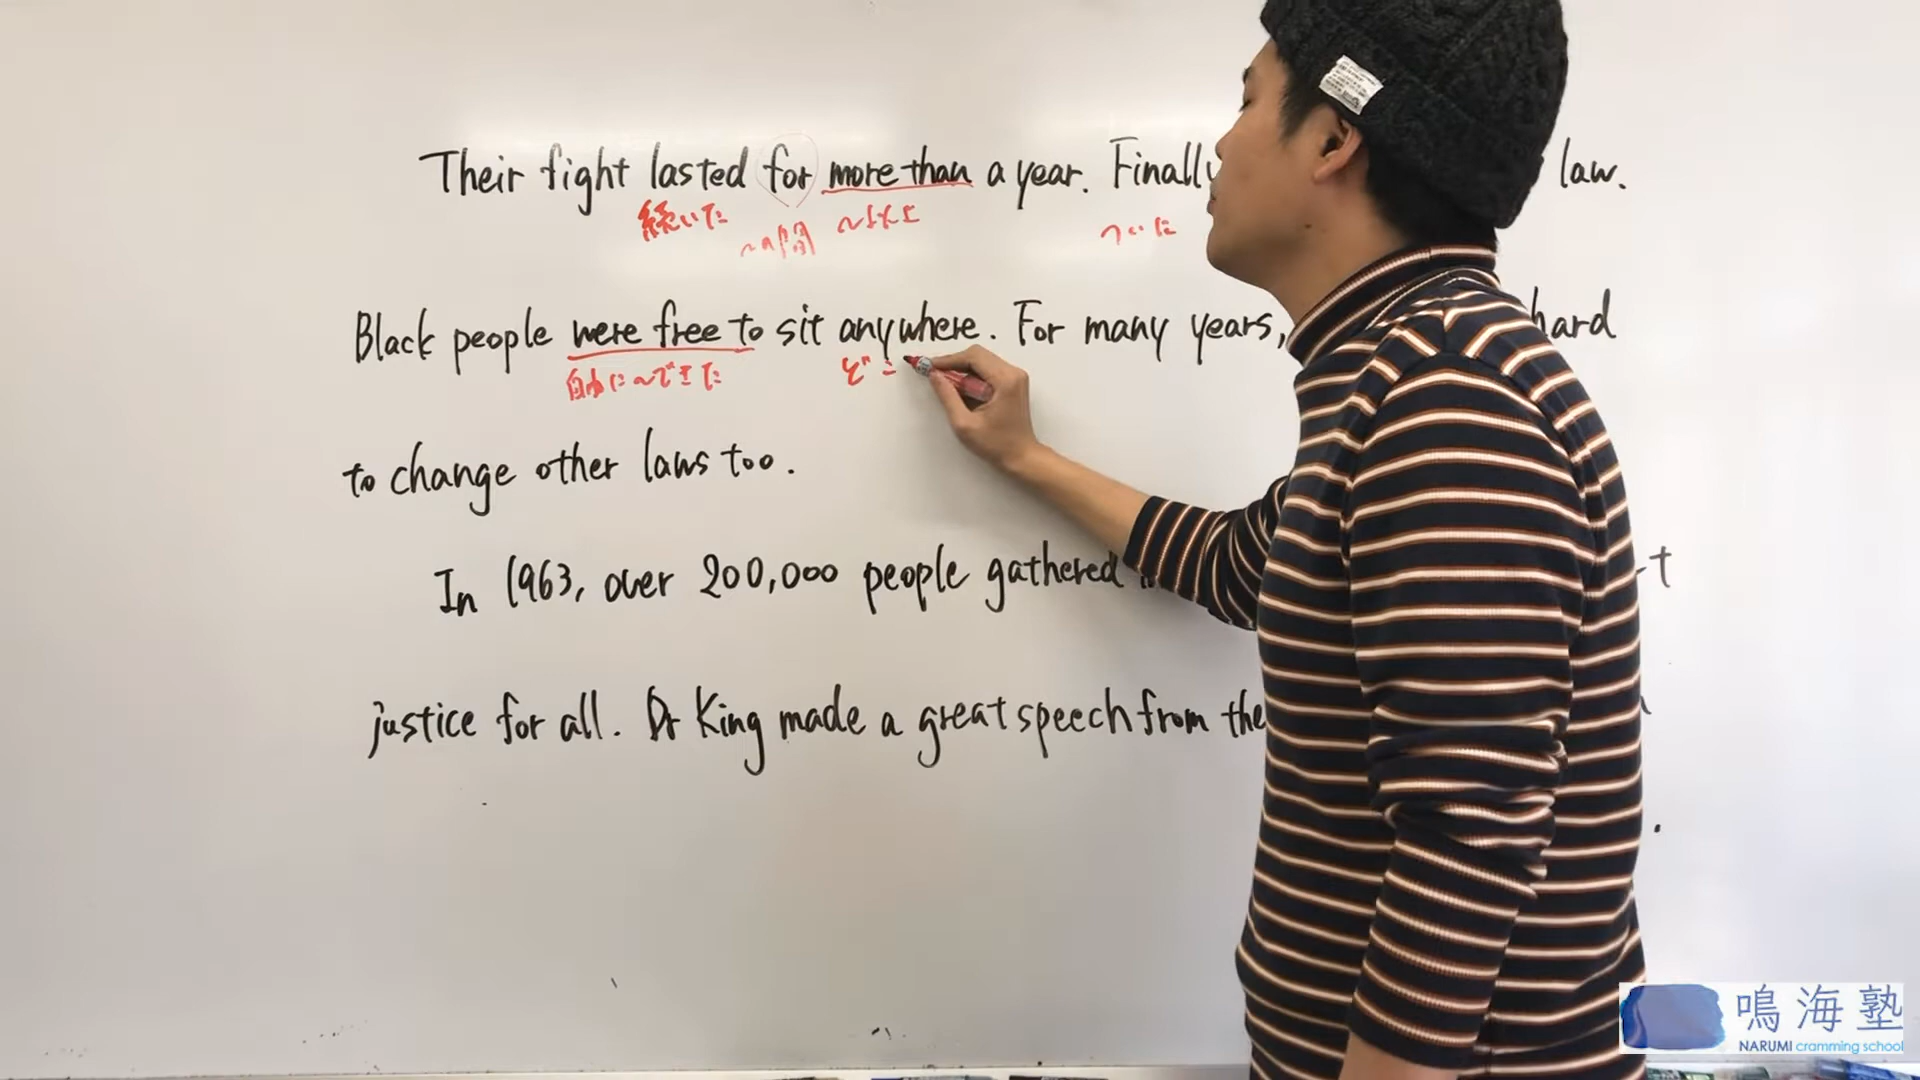 Their fight lasted for more than a year. Finally law.
続いた ~の間 ~以上 ついに
Black people were free to sit anywhere. For many years, hard
自由に~できた どこ
to change other laws too.
In 1963, over 200,000 people gathered
justice for all. Dr King made a great speech from the
鳴海塾
NARUMI cramming school